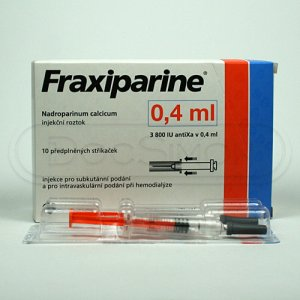 Fraxiparine®
Nadroparinum calcicum
injekční roztok
0,4 ml
3 800 IU antiXa v 0,4 ml
10 předplněných stříkaček
injekce pro subkutánní podání
a pro intravaskulární podání při hemodialýze